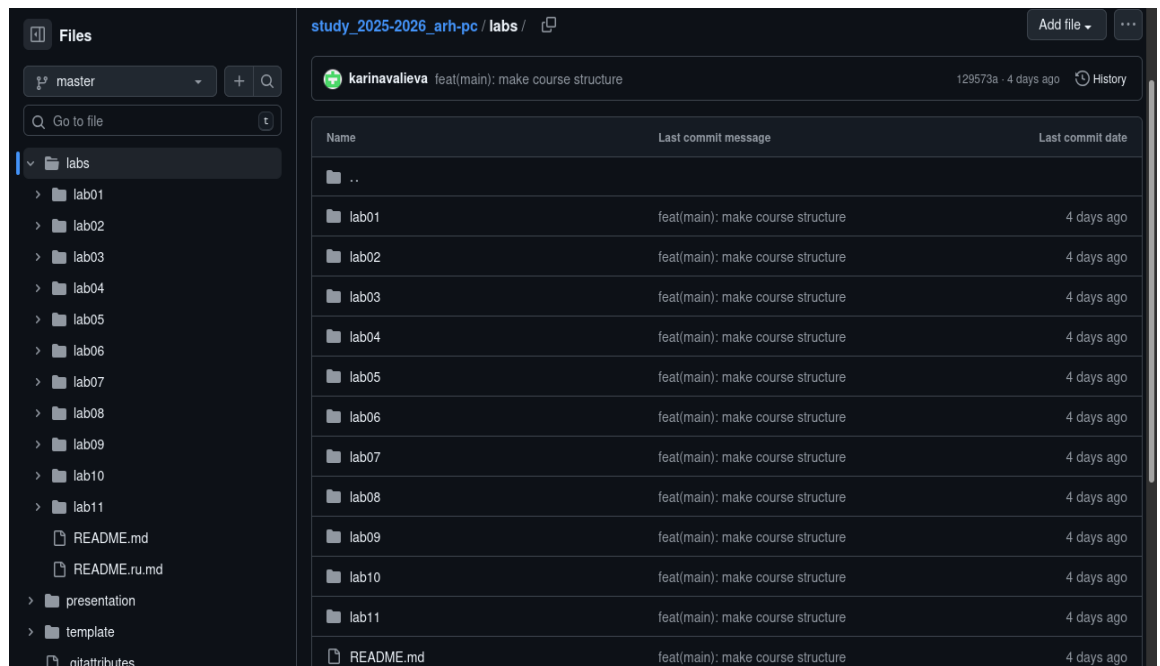 Files
master
Go to file
t
labs
lab01
lab02
lab03
lab04
lab05
lab06
lab07
lab08
lab09
lab10
lab11
README.md
README.ru.md
presentation
template
.gitattributes
study_2025-2026_arh-pc / labs /
Add file
karinavalieva feat(main): make course structure 129573a · 4 days ago History
Name Last commit message Last commit date
..
lab01 feat(main): make course structure 4 days ago
lab02 feat(main): make course structure 4 days ago
lab03 feat(main): make course structure 4 days ago
lab04 feat(main): make course structure 4 days ago
lab05 feat(main): make course structure 4 days ago
lab06 feat(main): make course structure 4 days ago
lab07 feat(main): make course structure 4 days ago
lab08 feat(main): make course structure 4 days ago
lab09 feat(main): make course structure 4 days ago
lab10 feat(main): make course structure 4 days ago
lab11 feat(main): make course structure 4 days ago
README.md feat(main): make course structure 4 days ago